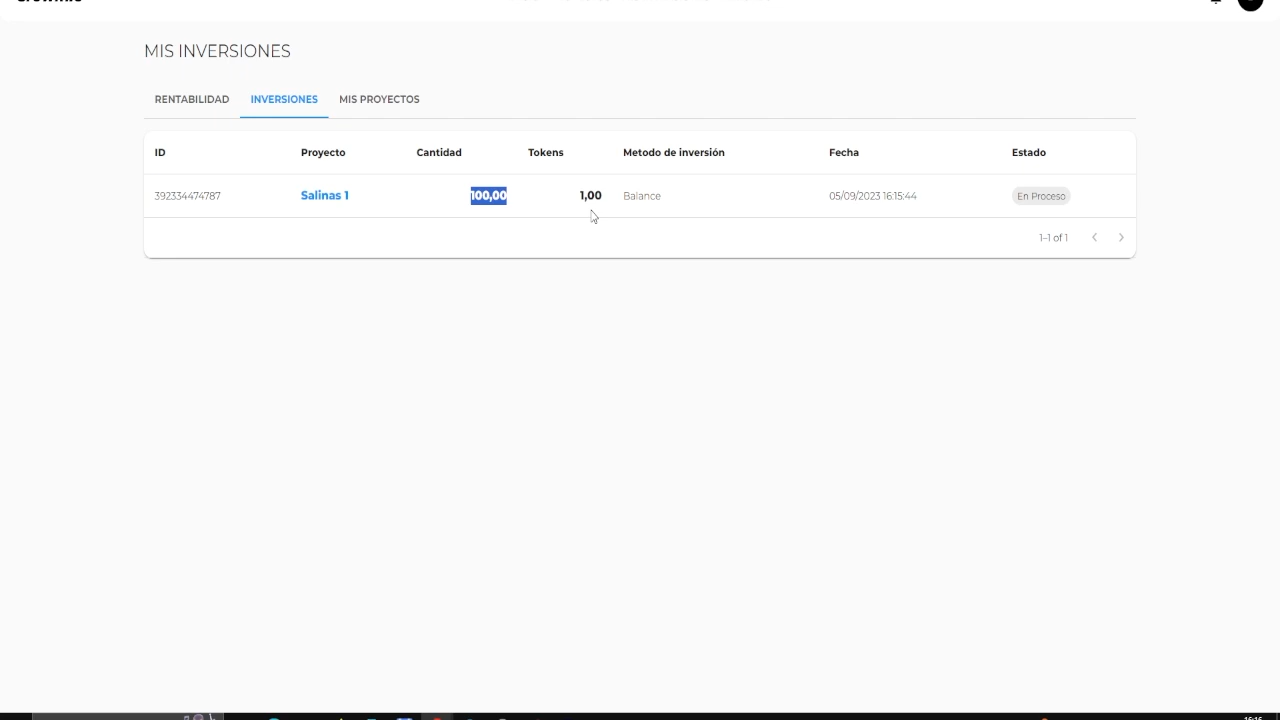 MIS INVERSIONES
RENTABILIDAD INVERSIONES MIS PROYECTOS
ID Proyecto Cantidad Tokens Metodo de inversión Fecha Estado
392334474787 Salinas 1 100,00 1,00 Balance 05/09/2023 16:15:44 En Proceso
1–1 of 1